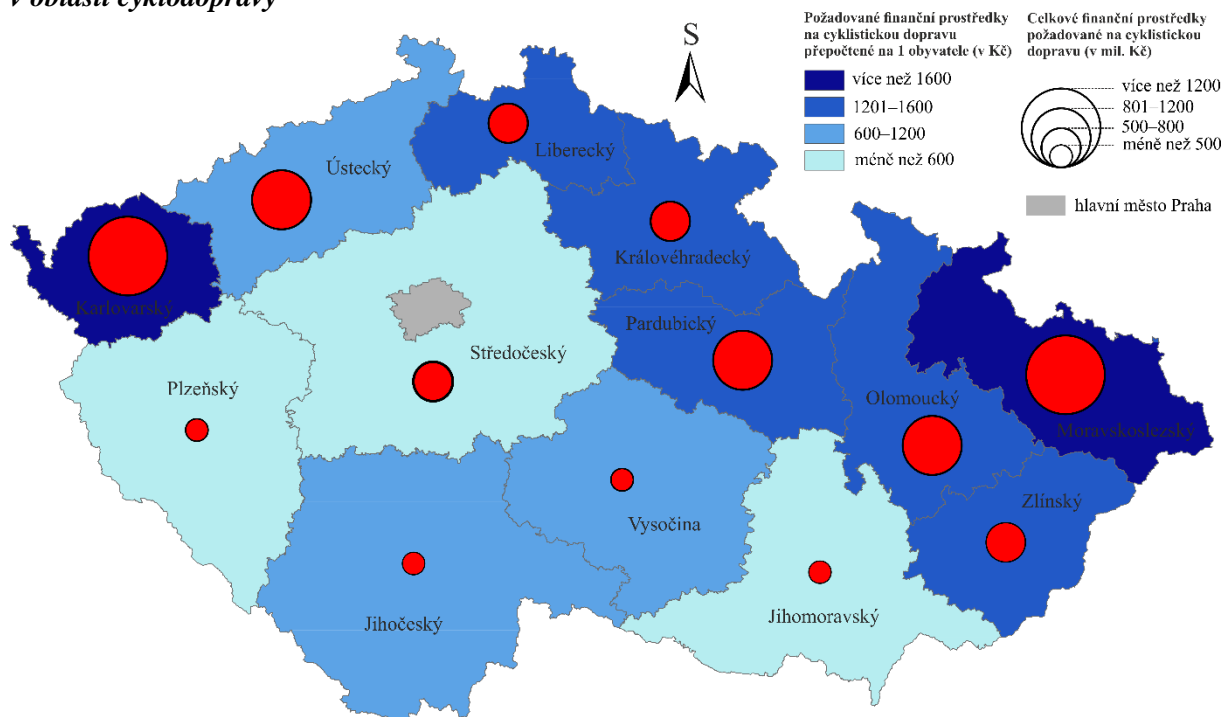 v oblasti cyklodopravy
Požadované finanční prostředky
na cyklistickou dopravu
přepočtené na 1 obyvatele (v Kč)
více než 1600
1201–1600
600–1200
méně než 600
Celkové finanční prostředky
požadované na cyklistickou
dopravu (v mil. Kč)
více než 1200
801–1200
500–800
méně než 500
hlavní město Praha
S
Liberecký
Ústecký
Královéhradecký
Karlovarský
Pardubický
Středočeský
Plzeňský
Olomoucký
Moravskoslezský
Zlínský
Vysočina
Jihomoravský
Jihočeský